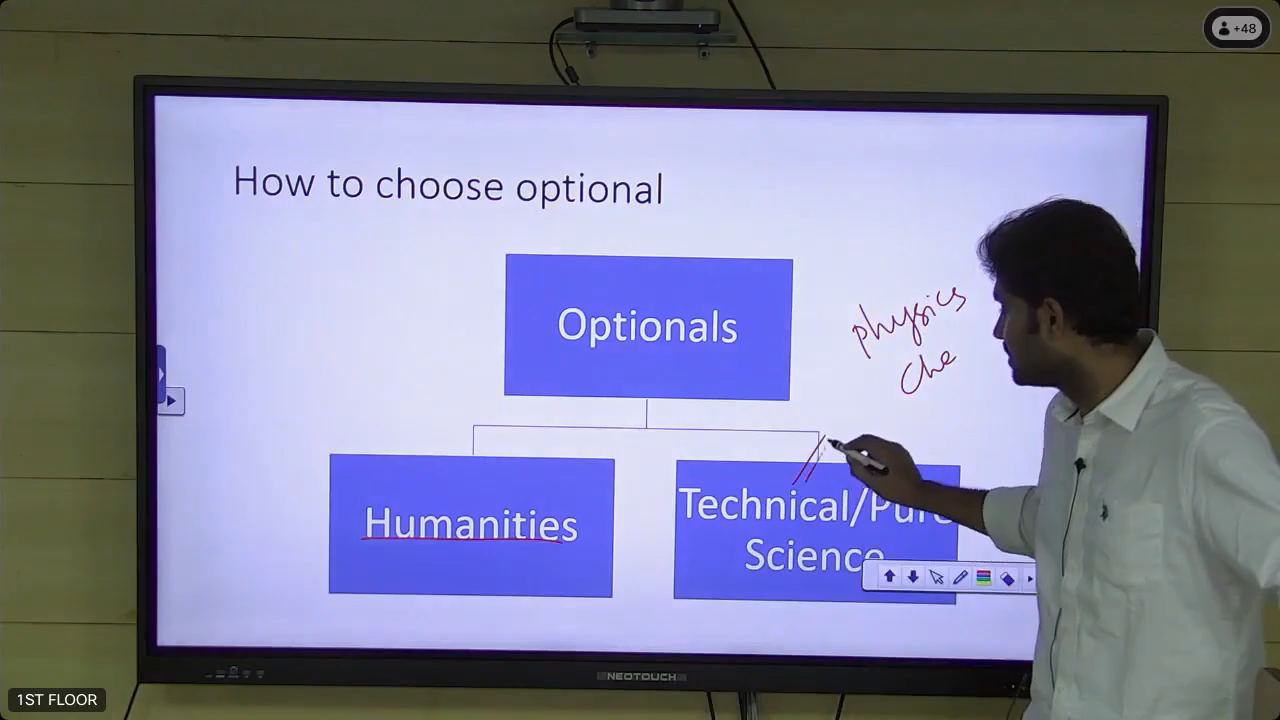 +48
How to choose optional
Optionals
physics
Che
Humanities
Technical/Pure
Science
NEOTOUCH
1ST FLOOR